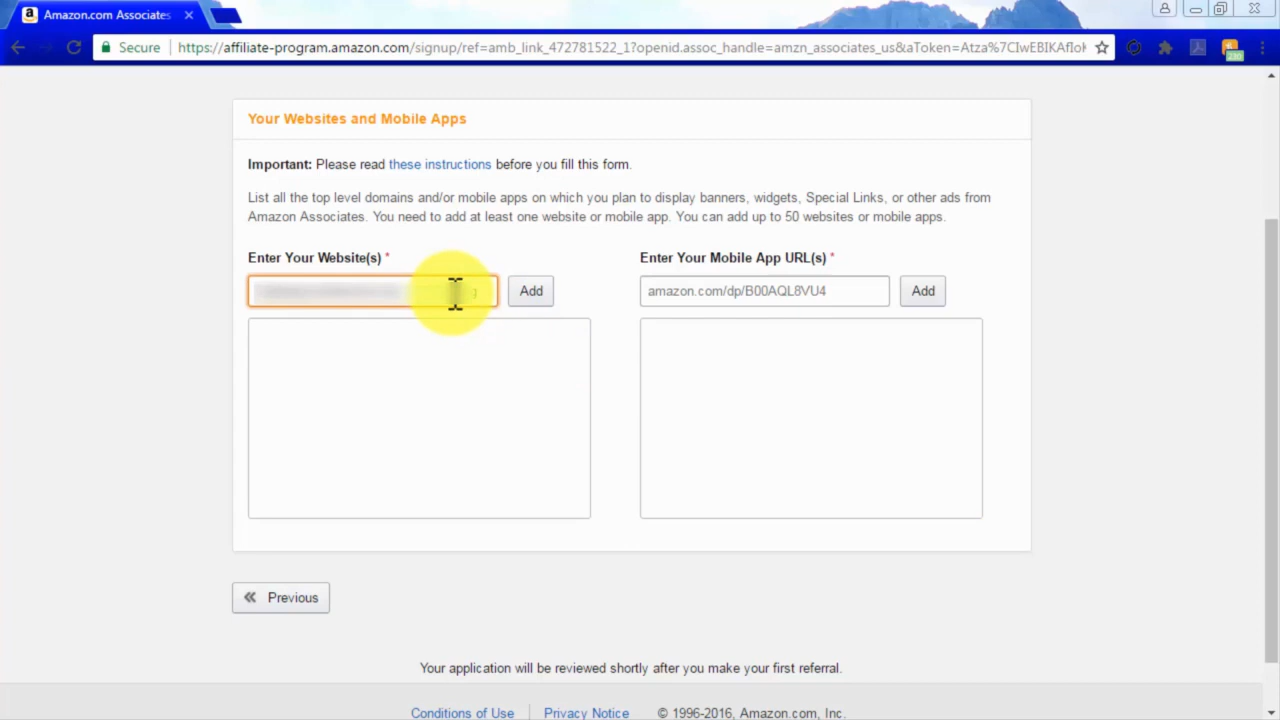 Amazon.com Associates
Secure
https://affiliate-program.amazon.com/signup/ref=amb_link_472781522_1?openid.assoc_handle=amzn_associates_us&aToken=Atza%7CIwEBIKAfloK
230
Your Websites and Mobile Apps
Important: Please read these instructions before you fill this form.
List all the top level domains and/or mobile apps on which you plan to display banners, widgets, Special Links, or other ads from
Amazon Associates. You need to add at least one website or mobile app. You can add up to 50 websites or mobile apps.
Enter Your Website(s) *
Enter Your Mobile App URL(s) *
Add
amazon.com/dp/B00AQL8VU4
Add
Previous
Your application will be reviewed shortly after you make your first referral.
Conditions of Use
Privacy Notice
© 1996-2016, Amazon.com, Inc.